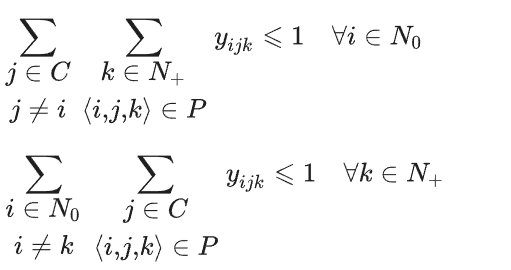 ∑ ∑ y_{ijk} ⩽ 1 ∀i ∈ N_0
j ∈ C k ∈ N_+
j ≠ i ⟨i,j,k⟩ ∈ P
∑ ∑ y_{ijk} ⩽ 1 ∀k ∈ N_+
i ∈ N_0 j ∈ C
i ≠ k ⟨i,j,k⟩ ∈ P